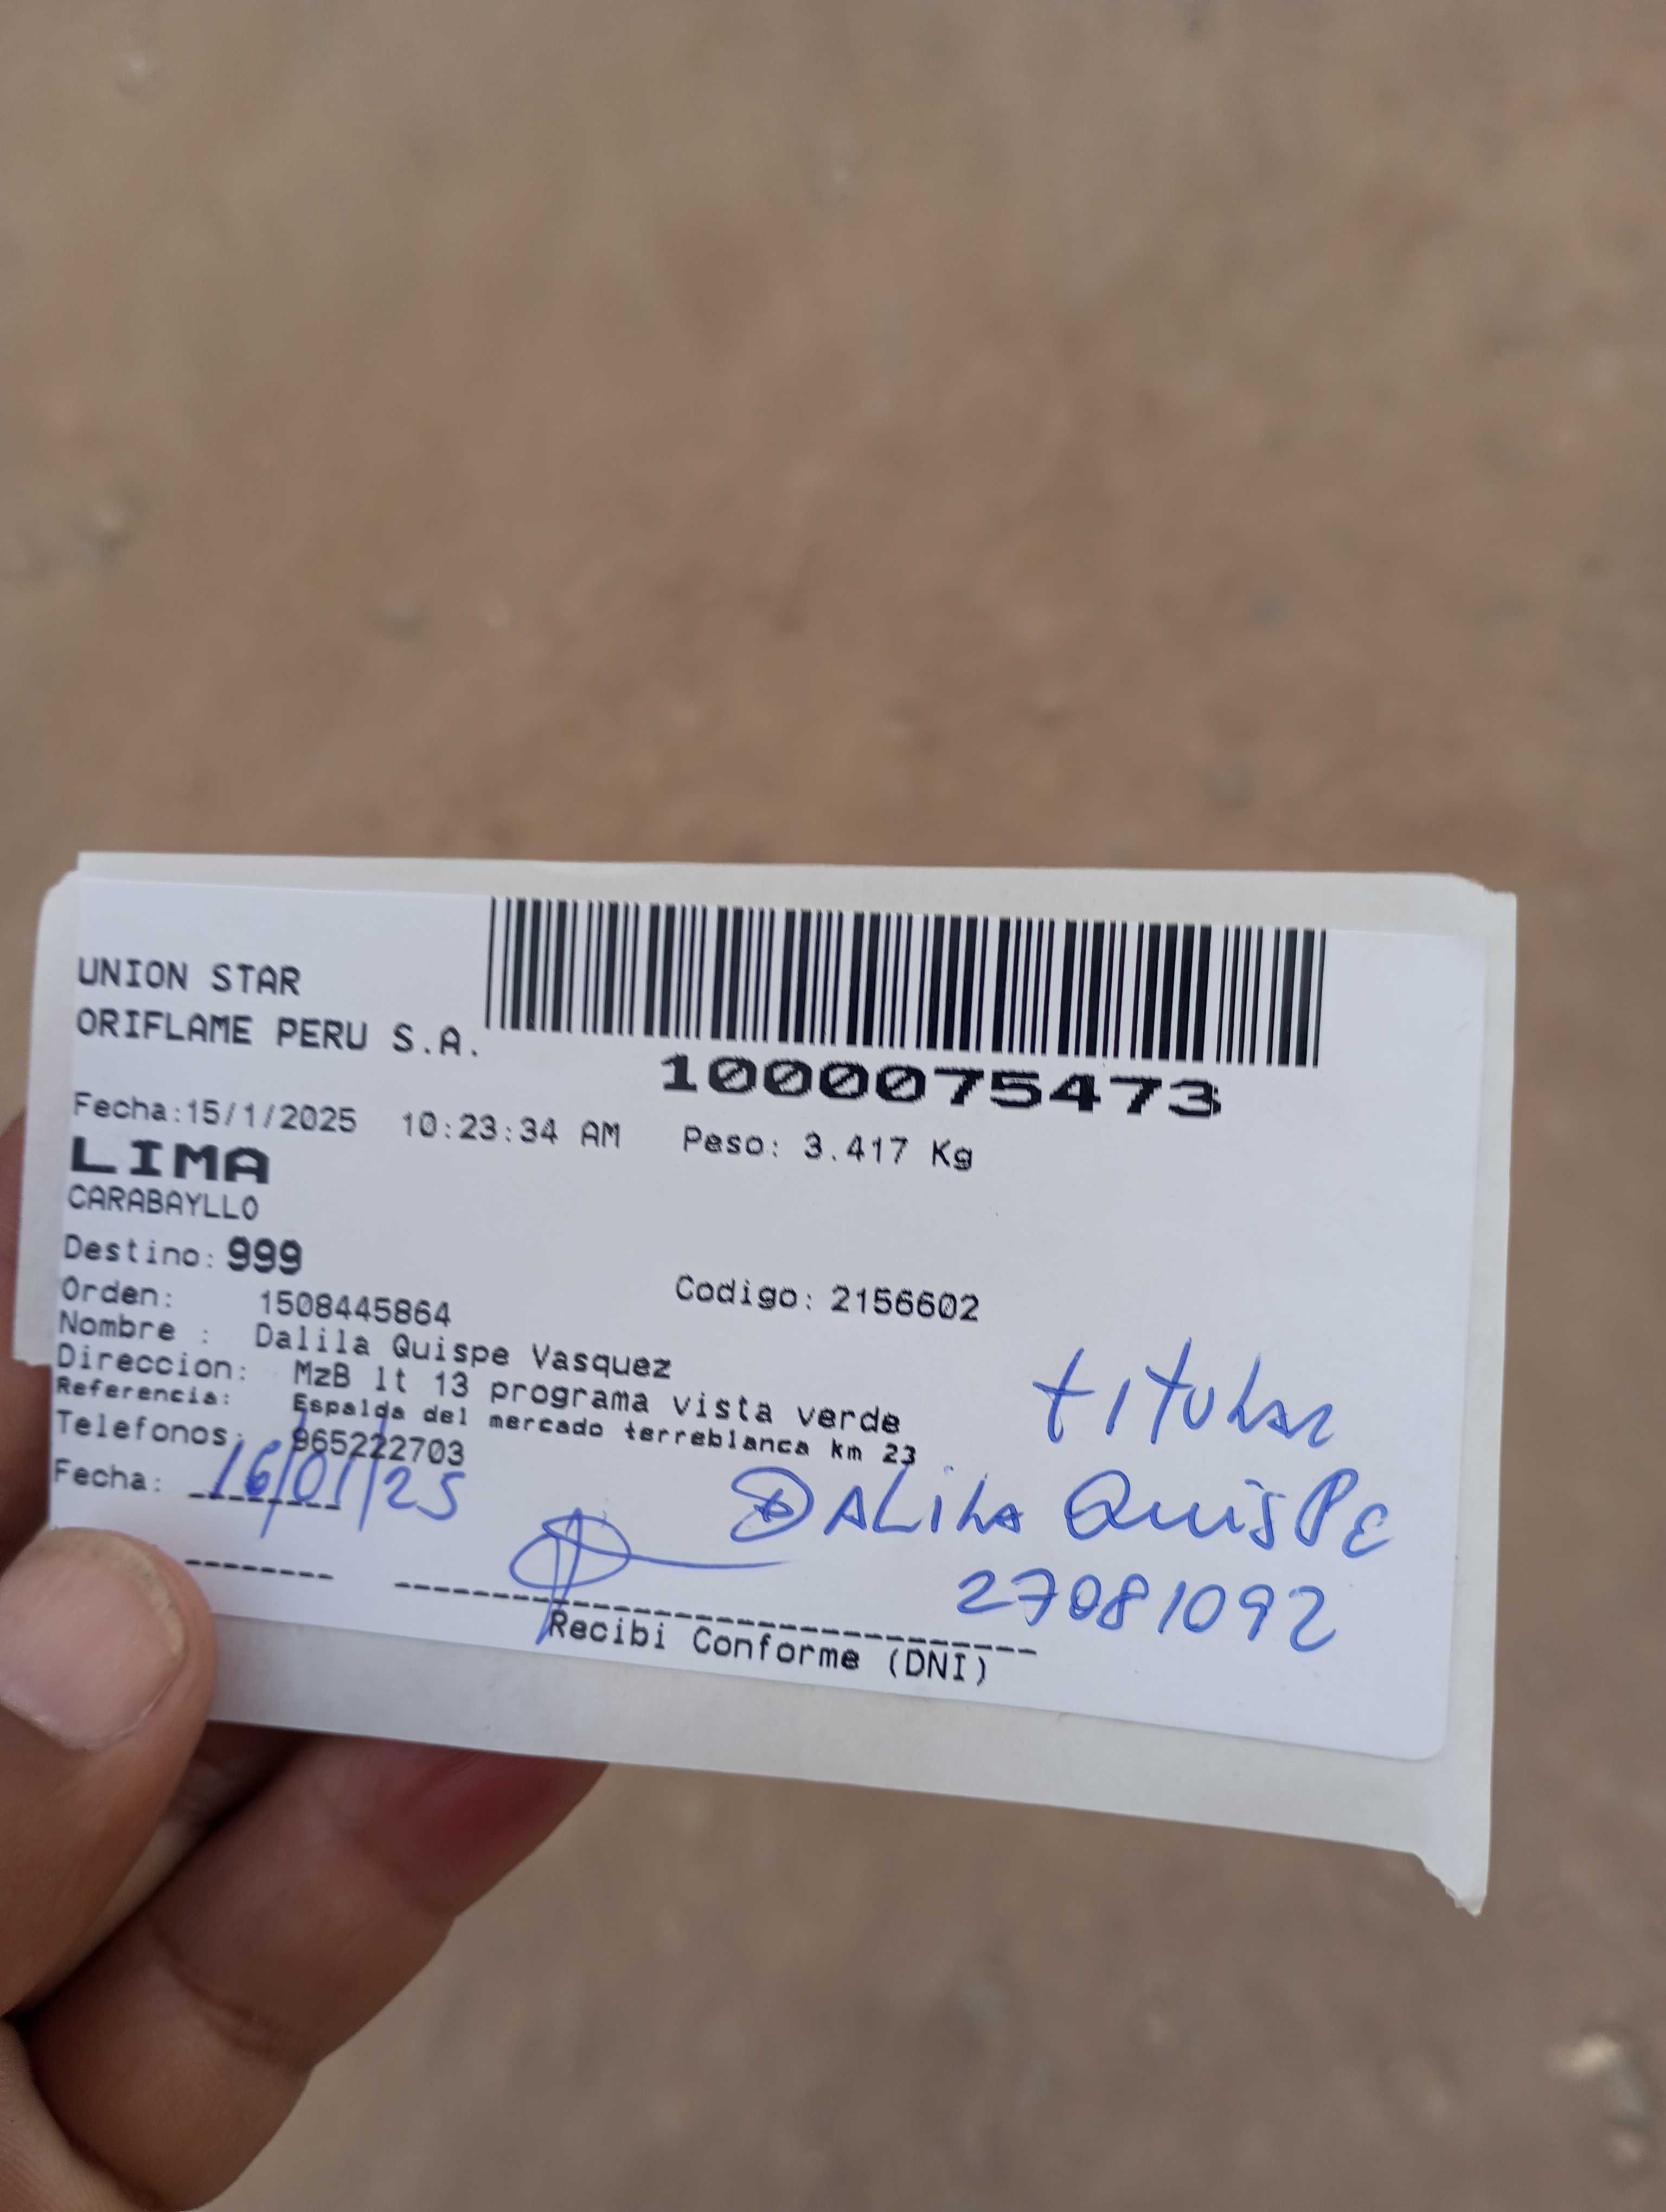 UNION STAR
ORIFLAME PERU S.A.
1000075473
Fecha:15/1/2025 10:23:34 AM Peso: 3.417 Kg
LIMA
CARABAYLLO
Destino: 999
Orden: 1508445864 Codigo: 2156602
Nombre : Dalila Quispe Vasquez
Direccion: MzB lt 13 programa vista verde
Referencia: Espalda del mercado terreblanca km 23
Telefonos: 965222703
Fecha: 16/01/25
titular
DALILA QuisPE
27081092
Recibi Conforme (DNI)